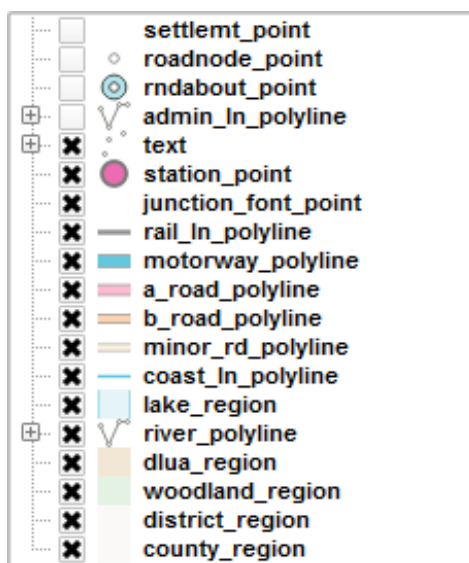 settlemt_point
roadnode_point
rndabout_point
admin_ln_polyline
text
station_point
junction_font_point
rail_ln_polyline
motorway_polyline
a_road_polyline
b_road_polyline
minor_rd_polyline
coast_ln_polyline
lake_region
river_polyline
dlua_region
woodland_region
district_region
county_region